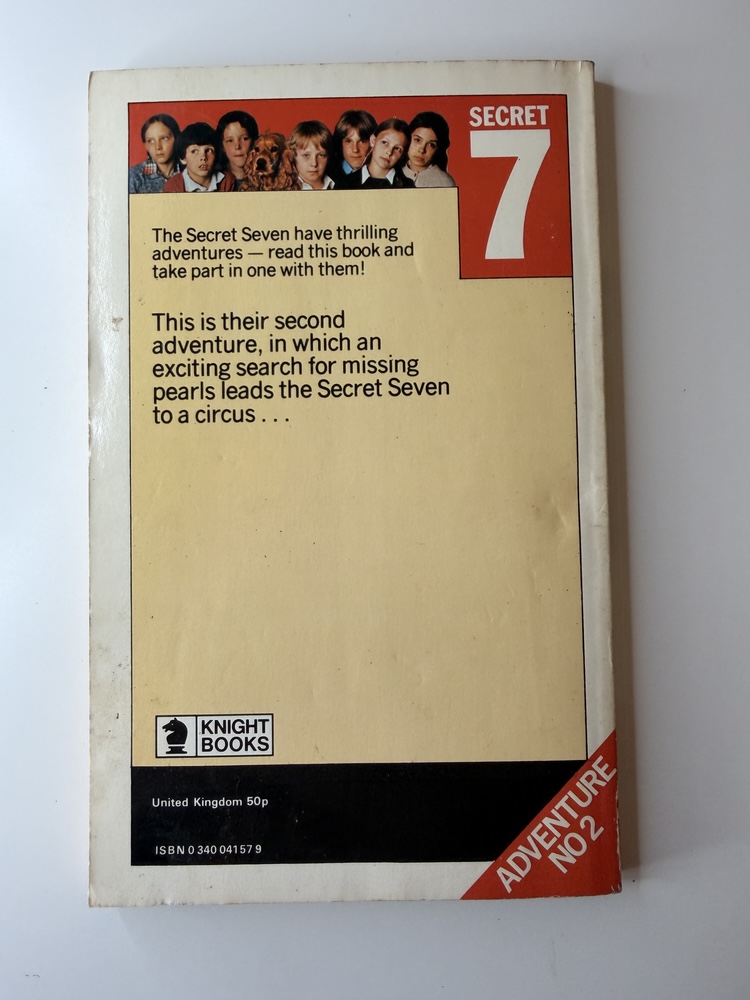 SECRET
7
The Secret Seven have thrilling
adventures — read this book and
take part in one with them!
This is their second
adventure, in which an
exciting search for missing
pearls leads the Secret Seven
to a circus . . .
KNIGHT
BOOKS
United Kingdom 50p
ISBN 0 340 04157 9
ADVENTURE
NO 2